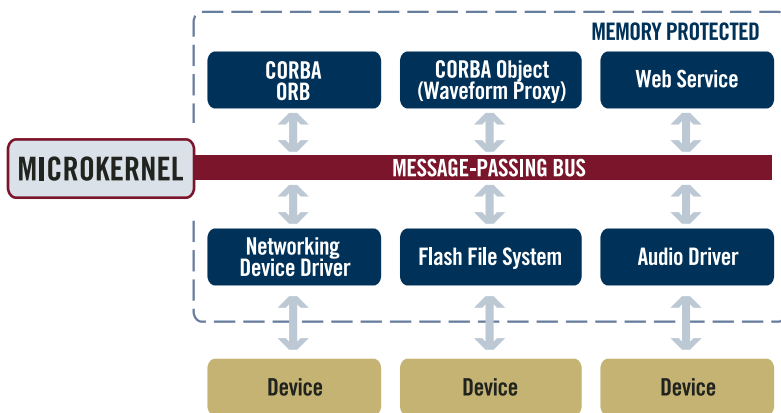 MEMORY PROTECTED
CORBA
ORB
CORBA Object
(Waveform Proxy)
Web Service
MICROKERNEL
MESSAGE-PASSING BUS
Networking
Device Driver
Flash File System
Audio Driver
Device
Device
Device